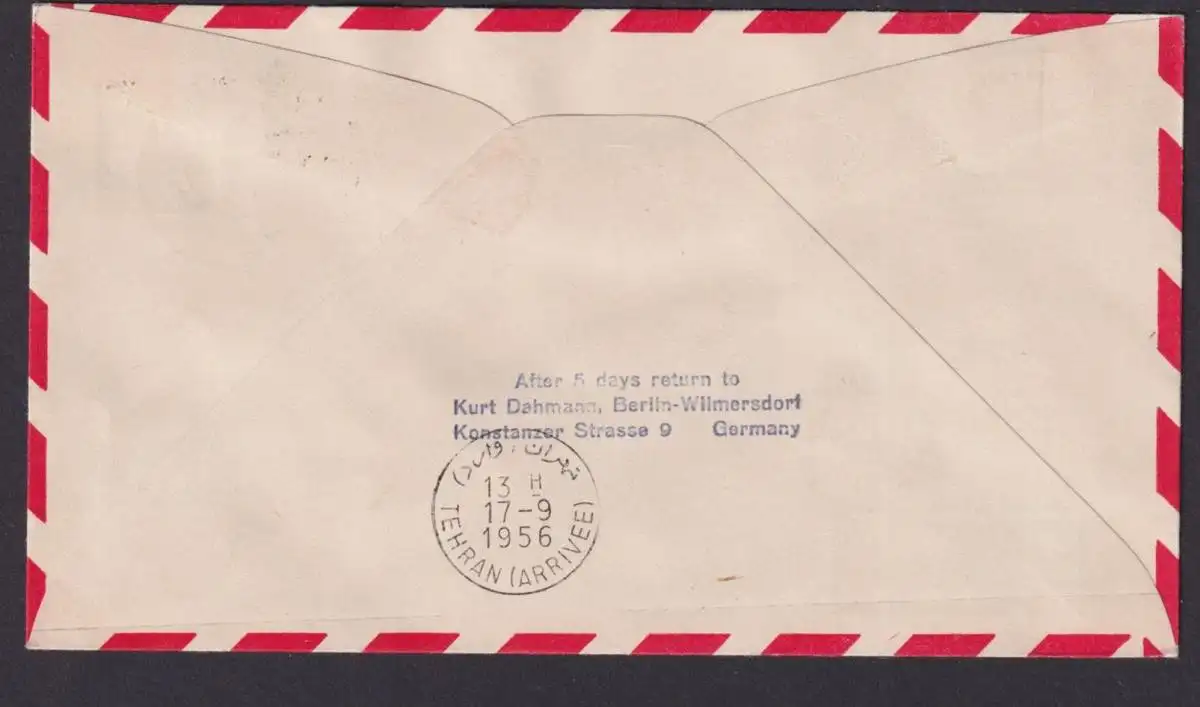 After 5 days return to
Kurt Dahmann, Berlin-Wilmersdorf
Konstanzer Strasse 9 Germany
تهران
13 H
17-9
1956
TEHRAN (ARRIVEE)